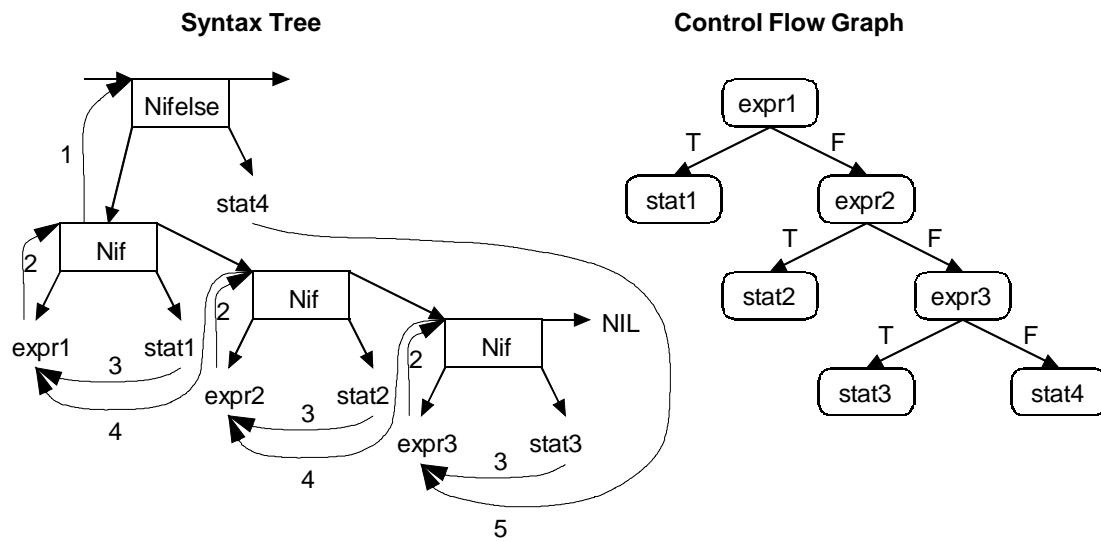 Syntax Tree
Control Flow Graph
Nifelse
expr1
1
T
F
stat4
stat1
expr2
Nif
2
T
F
Nif
2
stat2
expr3
NIL
expr1
stat1
Nif
2
T
F
3
expr2
stat2
stat3
stat4
4
3
expr3
stat3
4
3
5